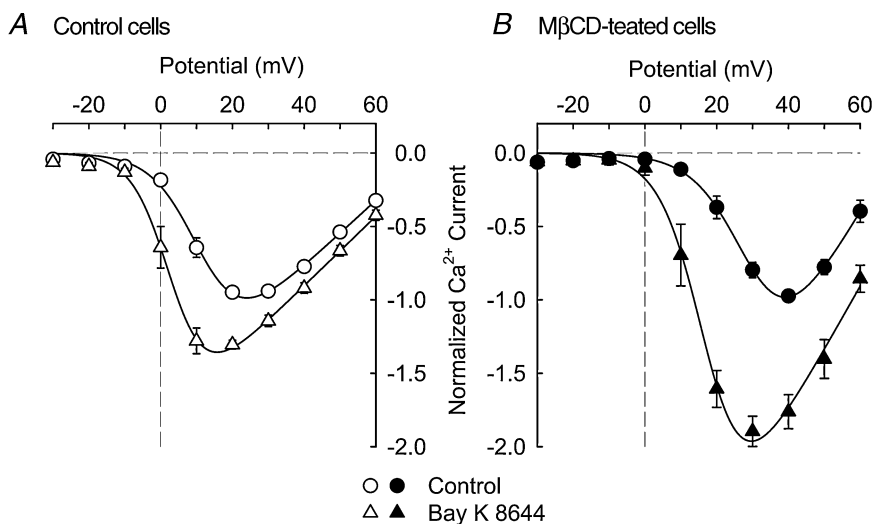 A Control cells
B MβCD-teated cells
Potential (mV)
Potential (mV)
-20 0 20 40 60
-20 0 20 40 60
0.0
-0.5
-1.0
-1.5
-2.0
Normalized Ca²⁺ Current
0.0
-0.5
-1.0
-1.5
-2.0
Control
Bay K 8644